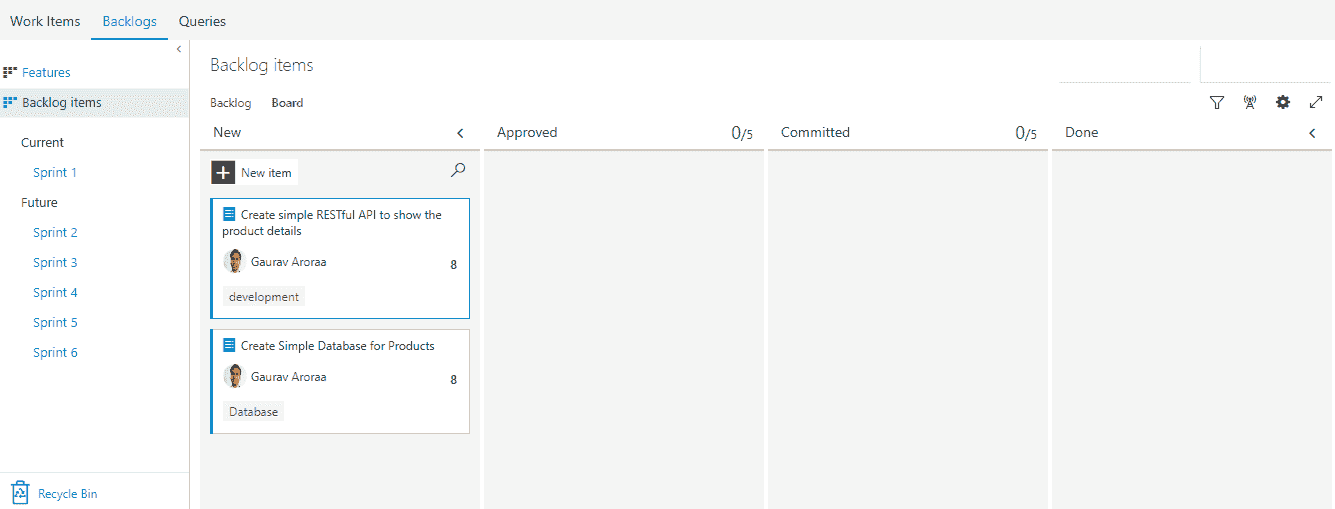 Work Items Backlogs Queries
Features
Backlog items
Current
Sprint 1
Future
Sprint 2
Sprint 3
Sprint 4
Sprint 5
Sprint 6
Recycle Bin
Backlog items
Backlog Board
New Approved 0/5 Committed 0/5 Done
New item
Create simple RESTful API to show the
product details
Gaurav Aroraa 8
development
Create Simple Database for Products
Gaurav Aroraa 8
Database